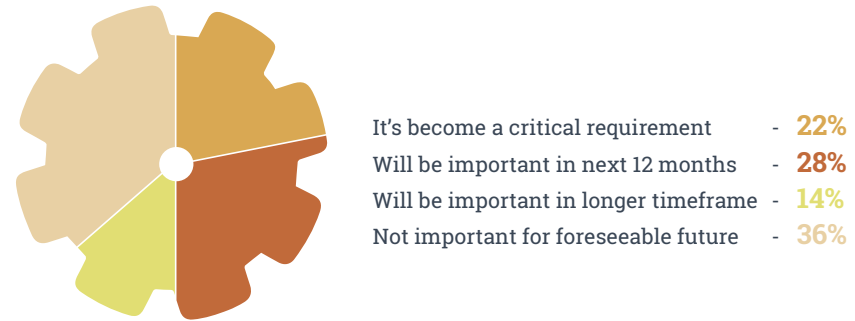 It's become a critical requirement - 22%
Will be important in next 12 months - 28%
Will be important in longer timeframe - 14%
Not important for foreseeable future - 36%